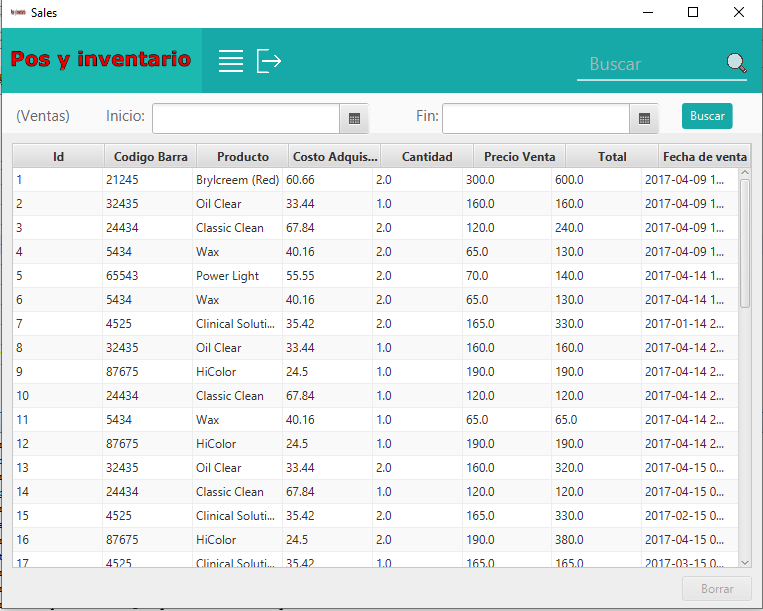 Sales
Pos y inventario Buscar
(Ventas) Inicio: Fin: Buscar
Id Codigo Barra Producto Costo Adquis... Cantidad Precio Venta Total Fecha de venta
1 21245 Brylcreem (Red) 60.66 2.0 300.0 600.0 2017-04-09 1...
2 32435 Oil Clear 33.44 1.0 160.0 160.0 2017-04-09 1...
3 24434 Classic Clean 67.84 2.0 120.0 240.0 2017-04-09 1...
4 5434 Wax 40.16 2.0 65.0 130.0 2017-04-09 1...
5 65543 Power Light 55.55 2.0 70.0 140.0 2017-04-14 1...
6 5434 Wax 40.16 2.0 65.0 130.0 2017-04-14 1...
7 4525 Clinical Soluti... 35.42 2.0 165.0 330.0 2017-01-14 2...
8 32435 Oil Clear 33.44 1.0 160.0 160.0 2017-04-14 2...
9 87675 HiColor 24.5 1.0 190.0 190.0 2017-04-14 2...
10 24434 Classic Clean 67.84 1.0 120.0 120.0 2017-04-14 2...
11 5434 Wax 40.16 1.0 65.0 65.0 2017-04-14 2...
12 87675 HiColor 24.5 1.0 190.0 190.0 2017-04-14 2...
13 32435 Oil Clear 33.44 2.0 160.0 320.0 2017-04-15 0...
14 24434 Classic Clean 67.84 1.0 120.0 120.0 2017-04-15 0...
15 4525 Clinical Soluti... 35.42 2.0 165.0 330.0 2017-02-15 0...
16 87675 HiColor 24.5 2.0 190.0 380.0 2017-04-15 0...
17 4525 Clinical Soluti... 35.42 1.0 165.0 165.0 2017-03-15 0...
Borrar